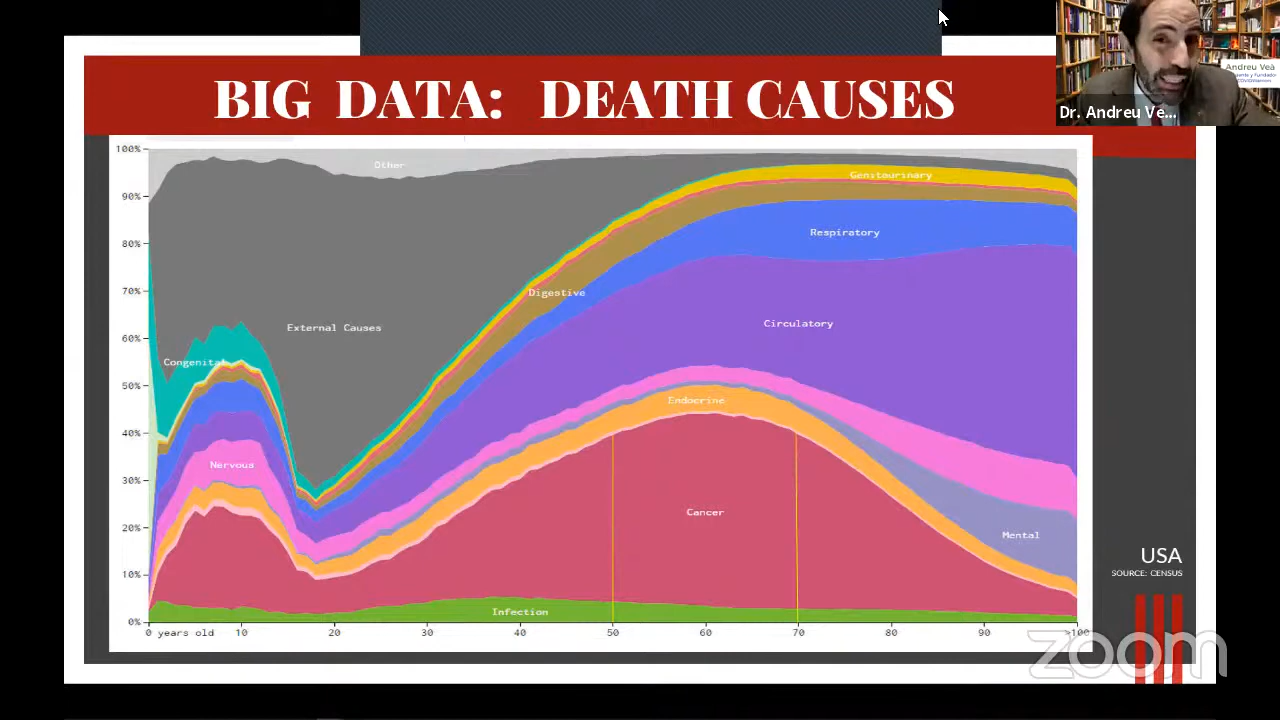 BIG DATA: DEATH CAUSES
Andreu Veà
Dr. Andreu Ve...
100%
90%
80%
70%
60%
50%
40%
30%
20%
10%
0%
Other
Genitourinary
Respiratory
Digestive
Circulatory
External Causes
Congenital
Endocrine
Nervous
Cancer
Mental
Infection
0 years old 10 20 30 40 50 60 70 80 90 >100
USA
SOURCE: CENSUS
zoom